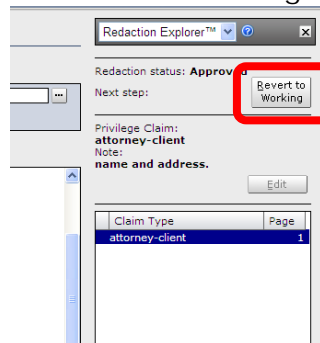 Redaction Explorer™
Redaction status: Approved
Next step:
Revert to
Working
Privilege Claim:
attorney-client
Note:
name and address.
Edit
Claim Type Page
attorney-client 1